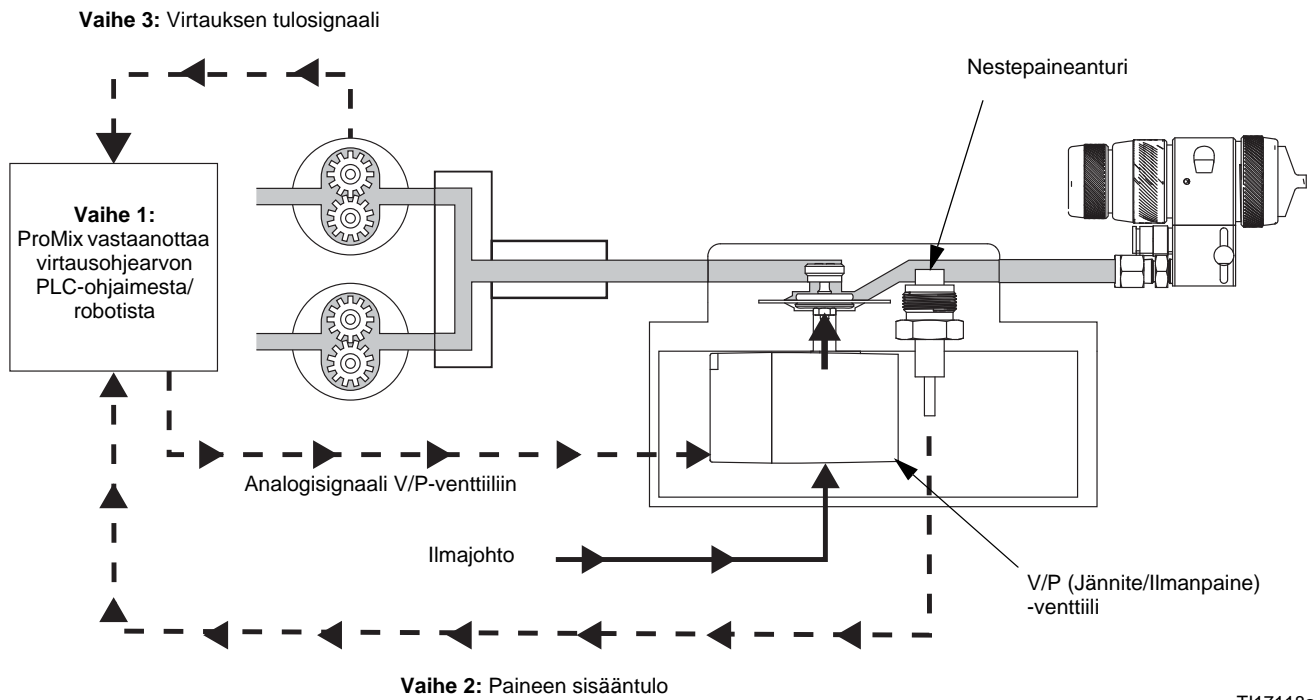 Vaihe 3: Virtauksen tulosignaali
Nestepaineanturi
Vaihe 1:
ProMix vastaanottaa
virtausohjearvon
PLC-ohjaimesta/
robotista
Analogisignaali V/P-venttiiliin
Ilmajohto
V/P (Jännite/Ilmanpaine)
-venttiili
Vaihe 2: Paineen sisääntulo